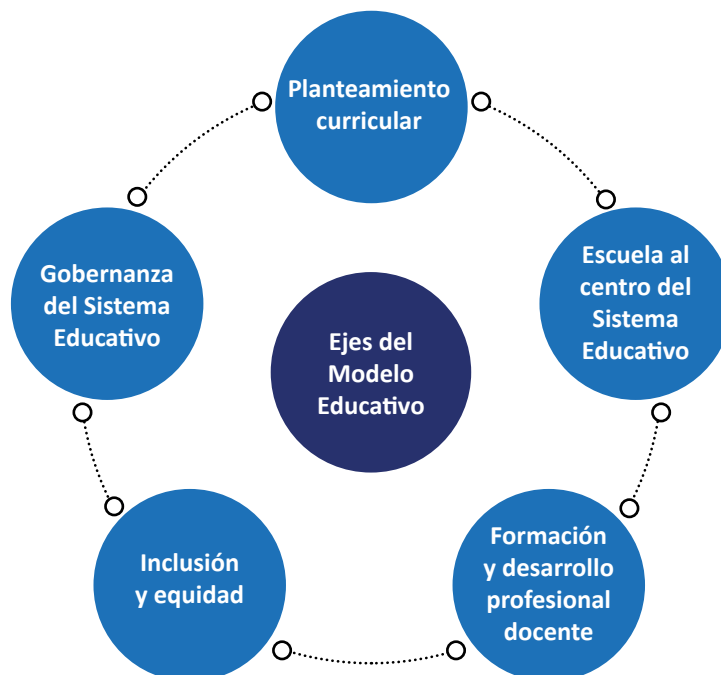 Planteamiento
curricular
Escuela al
centro del
Sistema
Educativo
Formación
y desarrollo
profesional
docente
Inclusión
y equidad
Gobernanza
del Sistema
Educativo
Ejes del
Modelo
Educativo